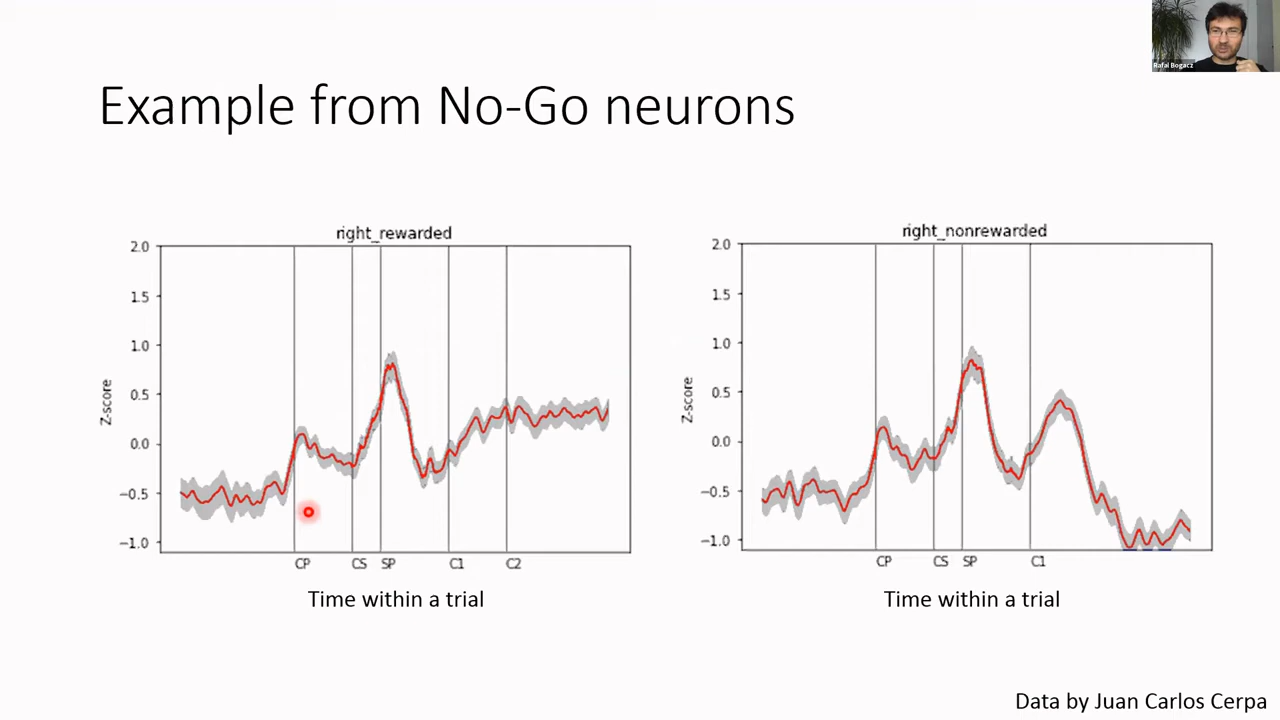 Rafal Bogacz
Example from No-Go neurons
right_rewarded
2.0
1.5
1.0
0.5
0.0
−0.5
−1.0
Z-score
CP CS SP C1 C2
Time within a trial
right_nonrewarded
2.0
1.5
1.0
0.5
0.0
−0.5
−1.0
Z-score
CP CS SP C1
Time within a trial
Data by Juan Carlos Cerpa